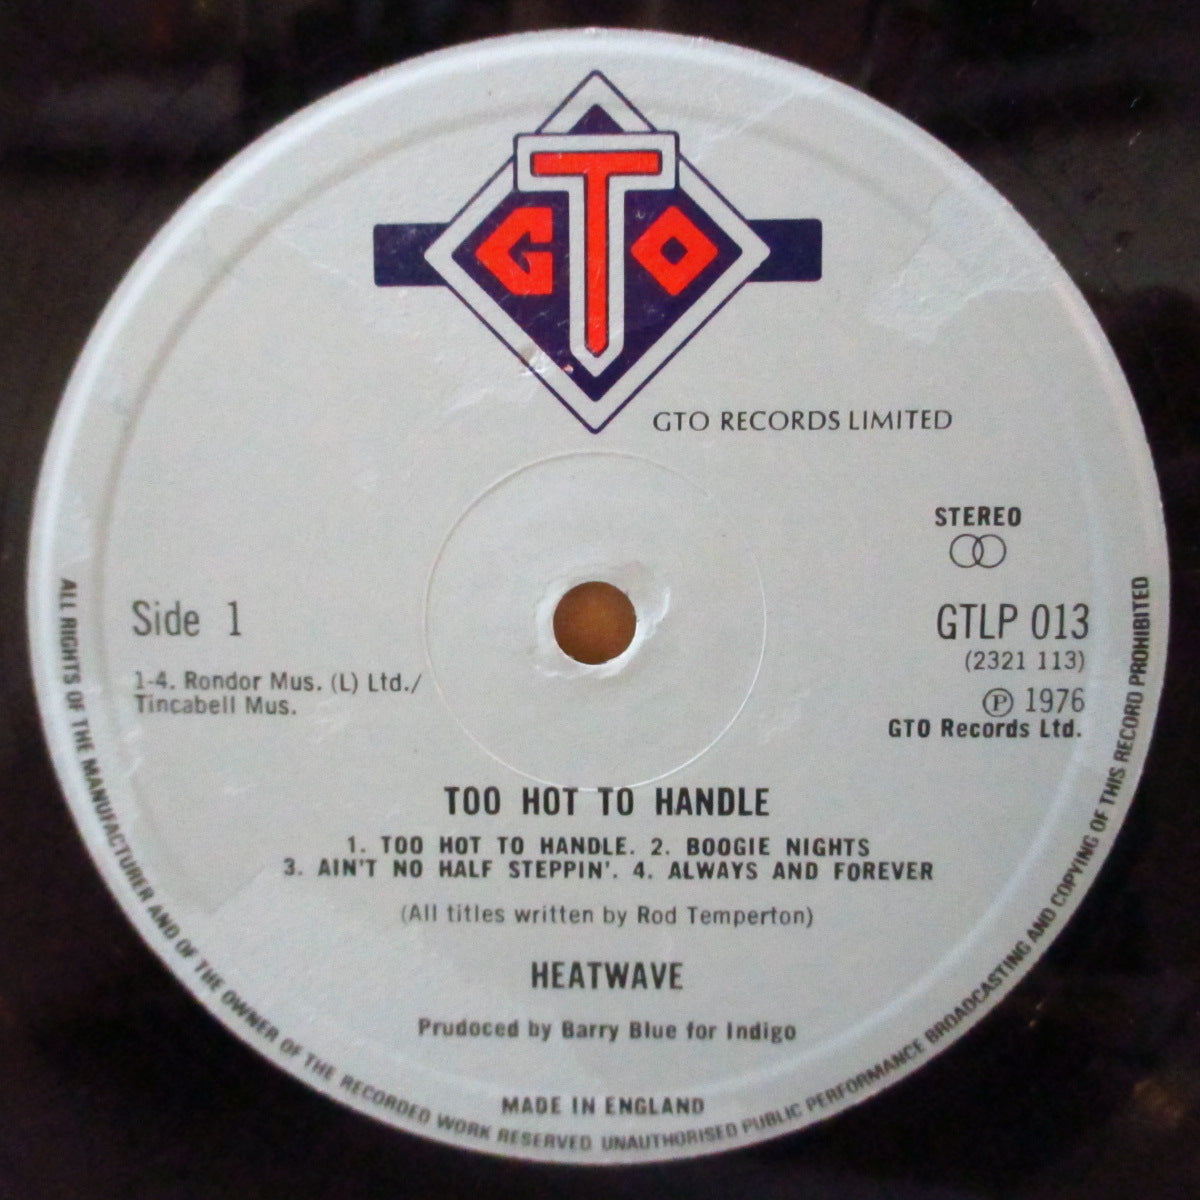 GTO
GTO RECORDS LIMITED
STEREO
Side 1
GTLP 013
(2321 113)
1-4. Rondor Mus. (L) Ltd./
Tincabell Mus.
Ⓟ 1976
GTO Records Ltd.
TOO HOT TO HANDLE
1. TOO HOT TO HANDLE. 2. BOOGIE NIGHTS
3. AIN'T NO HALF STEPPIN'. 4. ALWAYS AND FOREVER
(All titles written by Rod Temperton)
HEATWAVE
Prudoced by Barry Blue for Indigo
MADE IN ENGLAND
ALL RIGHTS OF THE MANUFACTURER AND OF THE OWNER OF THE RECORDED WORK RESERVED UNAUTHORISED PUBLIC PERFORMANCE BROADCASTING AND COPYING OF THIS RECORD PROHIBITED